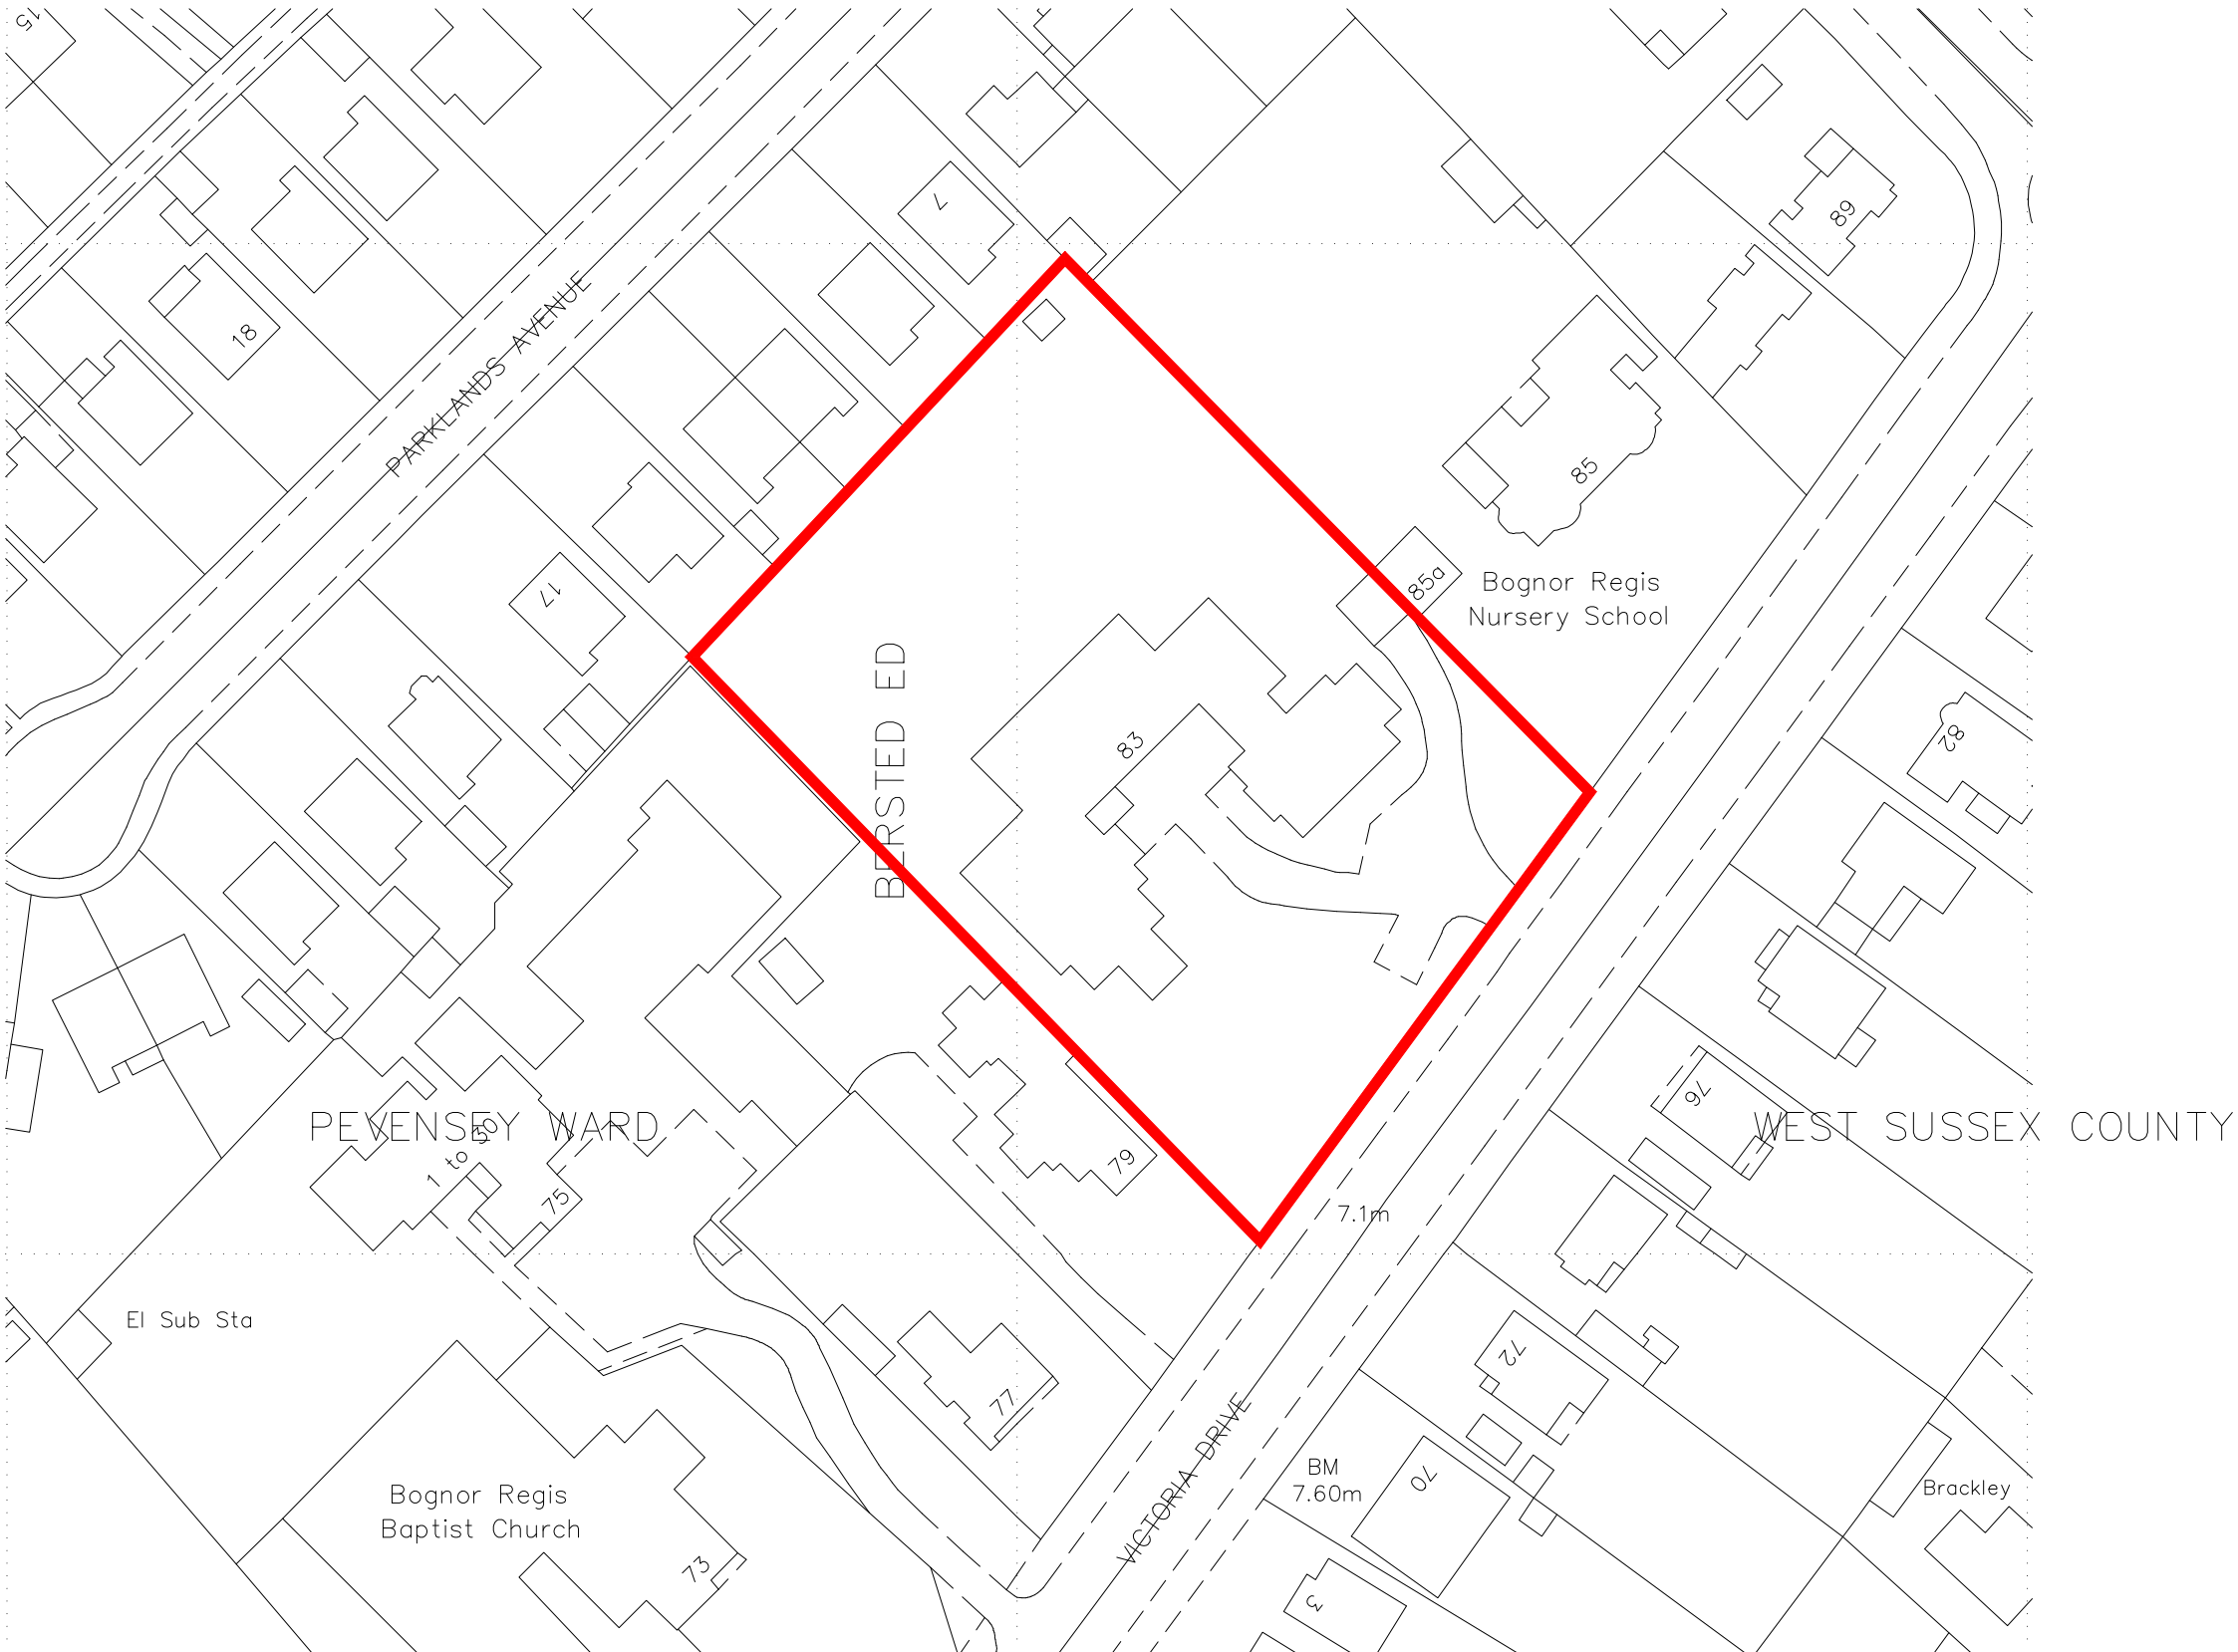 15
7
89
18
PARKLANDS AVENUE
85
17
85a
Bognor Regis
Nursery School
BERSTED ED
83
82
76
PEVENSEY WARD
WEST SUSSEX COUNTY
1 to 30
79
75
7.1m
El Sub Sta
72
77
VICTORIA DRIVE
BM
7.60m
70
Brackley
Bognor Regis
Baptist Church
73
3